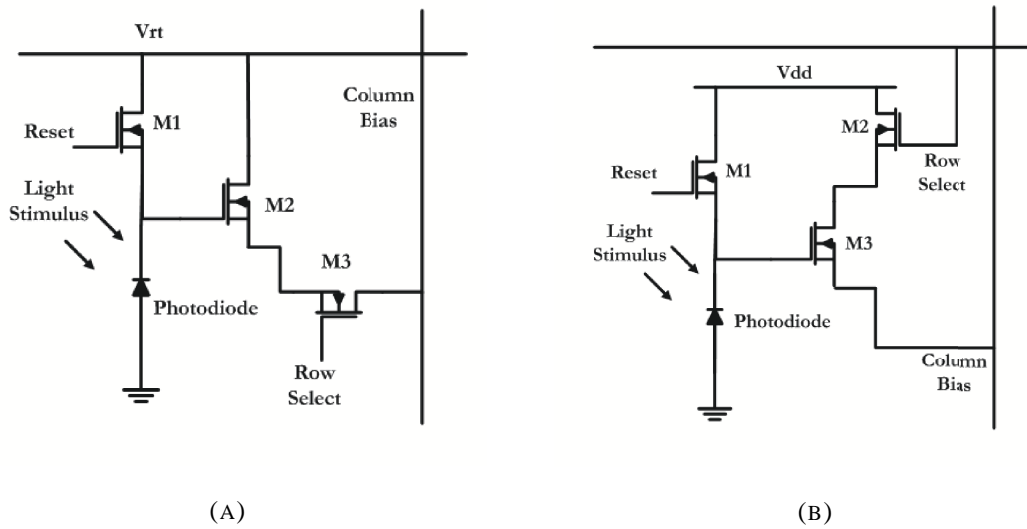 Vrt
Column
Bias
Reset
M1
Light
Stimulus
M2
M3
Photodiode
Row
Select
(A)
Vdd
M2
Row
Select
Reset
M1
Light
Stimulus
M3
Photodiode
Column
Bias
(B)